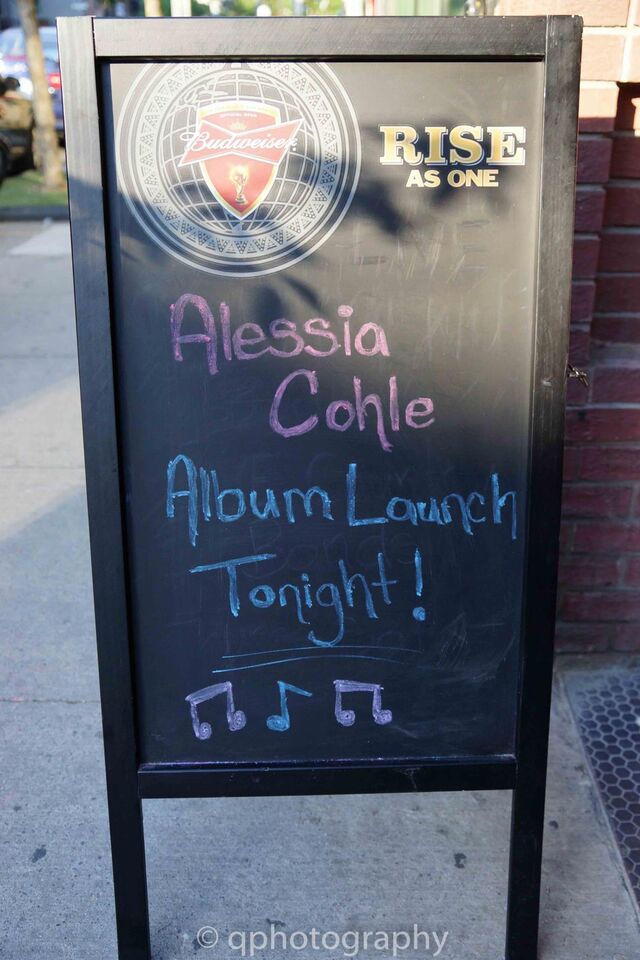 Budweiser
RISE
AS ONE
Alessia
Cohle
Album Launch
Tonight!
© qphotography